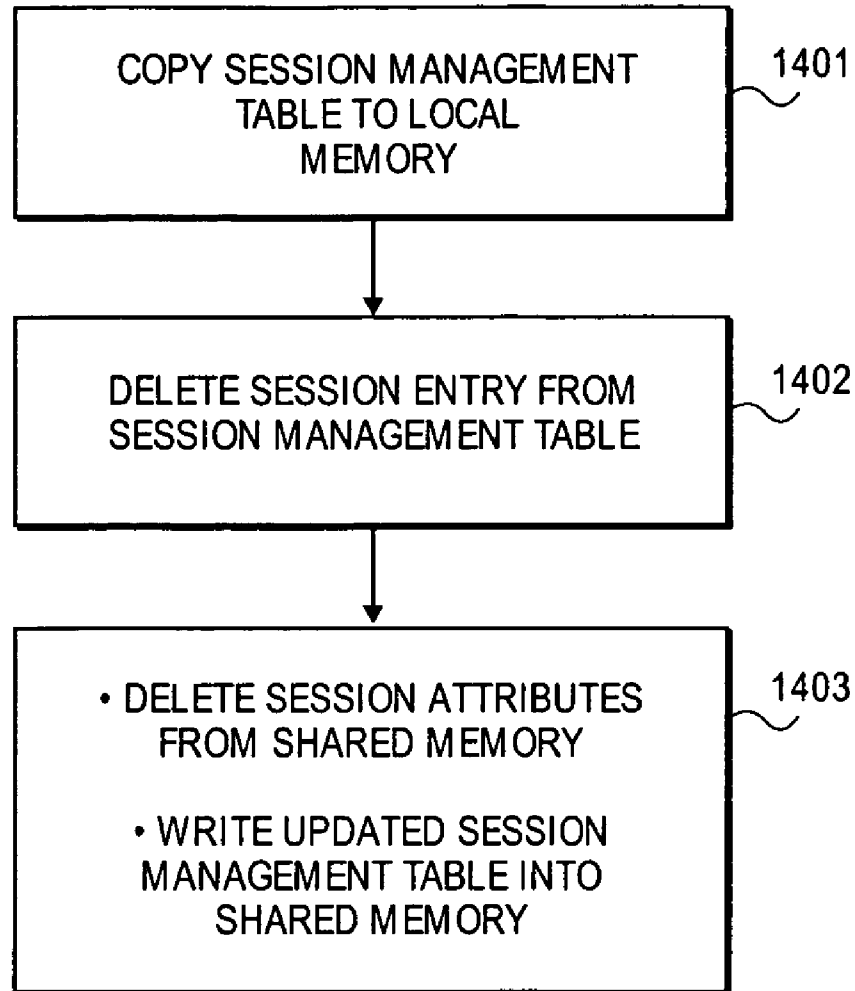 COPY SESSION MANAGEMENT
TABLE TO LOCAL
MEMORY
1401
DELETE SESSION ENTRY FROM
SESSION MANAGEMENT TABLE
1402
• DELETE SESSION ATTRIBUTES
FROM SHARED MEMORY
• WRITE UPDATED SESSION
MANAGEMENT TABLE INTO
SHARED MEMORY
1403